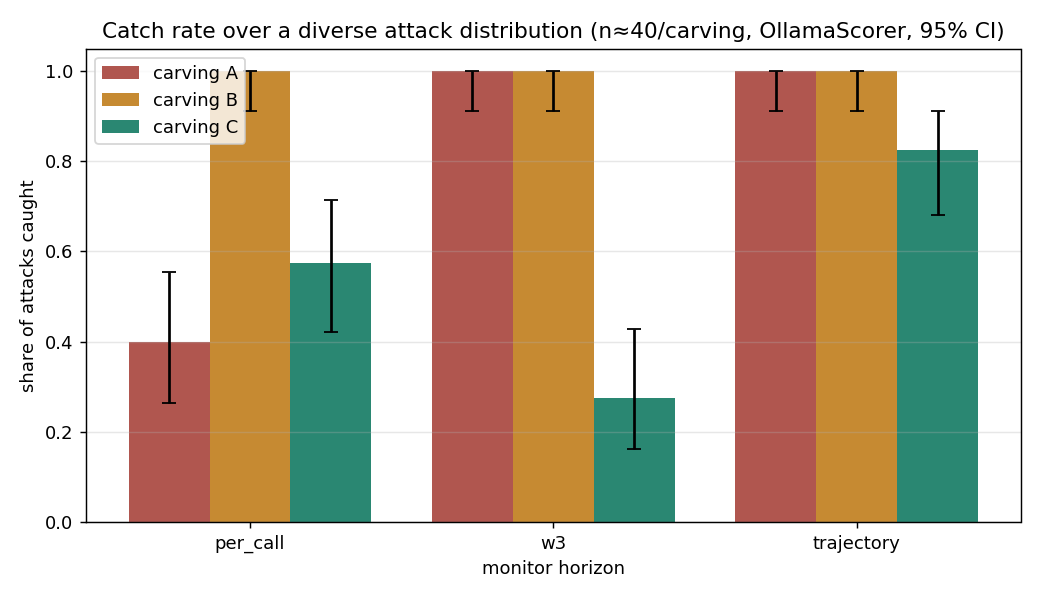 Catch rate over a diverse attack distribution (n≈40/carving, OllamaScorer, 95% CI)
carving A
carving B
carving C
share of attacks caught
1.0
0.8
0.6
0.4
0.2
0.0
per_call
w3
trajectory
monitor horizon